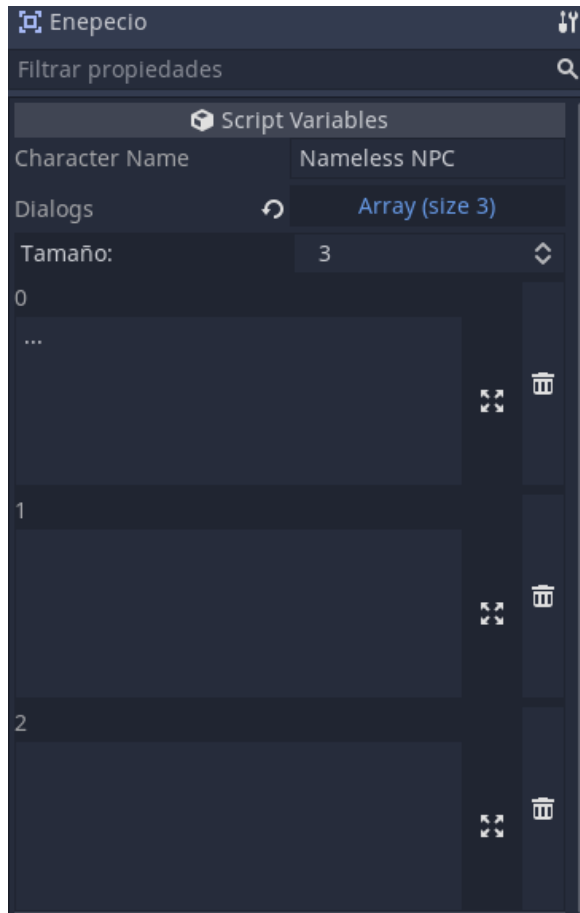 Enepecio
Filtrar propiedades
Script Variables
Character Name Nameless NPC
Dialogs Array (size 3)
Tamaño: 3
0
...
1
2